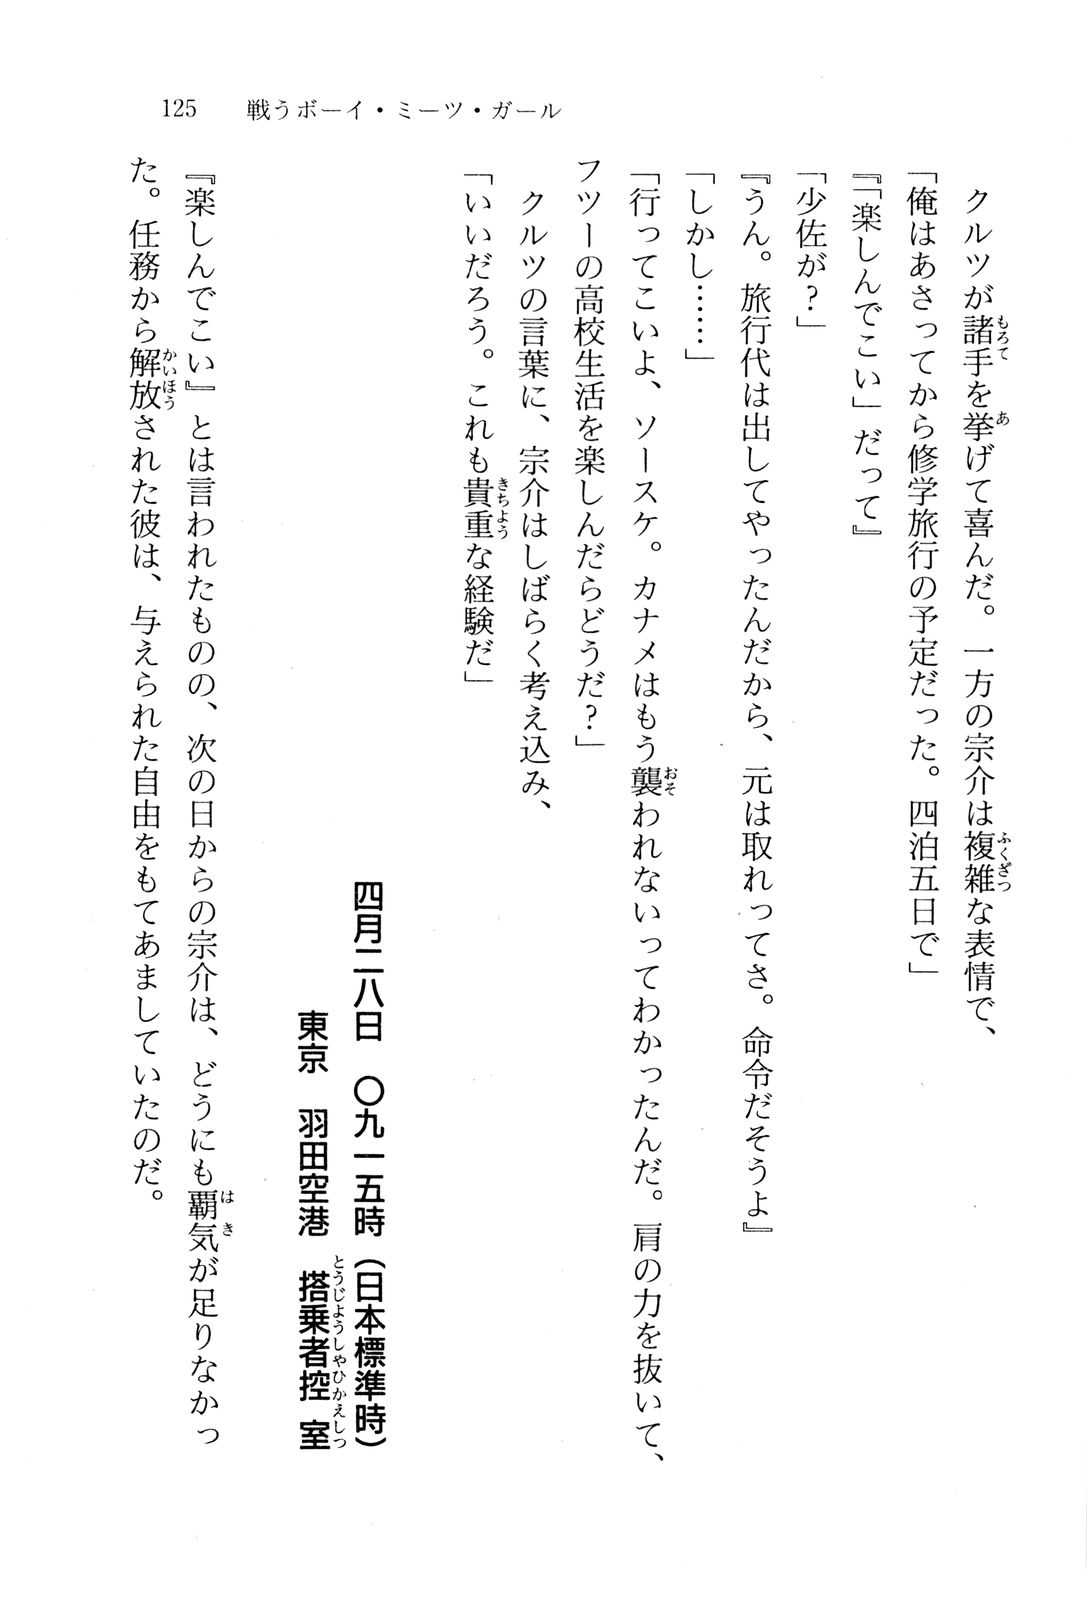 125　戦うボーイ・ミーツ・ガール
　クルツが諸手を挙げて喜んだ。一方の宗介は複雑な表情で、
「俺はあさってから修学旅行の予定だった。四泊五日で」
『「楽しんでこい」だって』
「少佐が？」
『うん。旅行代は出してやったんだから、元は取れってさ。命令だそうよ』
「しかし……」
「行ってこいよ、ソースケ。カナメはもう襲われないってわかったんだ。肩の力を抜いて、
フツーの高校生活を楽しんだらどうだ？」
　クルツの言葉に、宗介はしばらく考え込み、
「いいだろう。これも貴重な経験だ」
四月二八日　〇九一五時（日本標準時）
東京　羽田空港　搭乗者控室
『楽しんでこい』とは言われたものの、次の日からの宗介は、どうにも覇気が足りなかっ
た。任務から解放された彼は、与えられた自由をもてあましていたのだ。